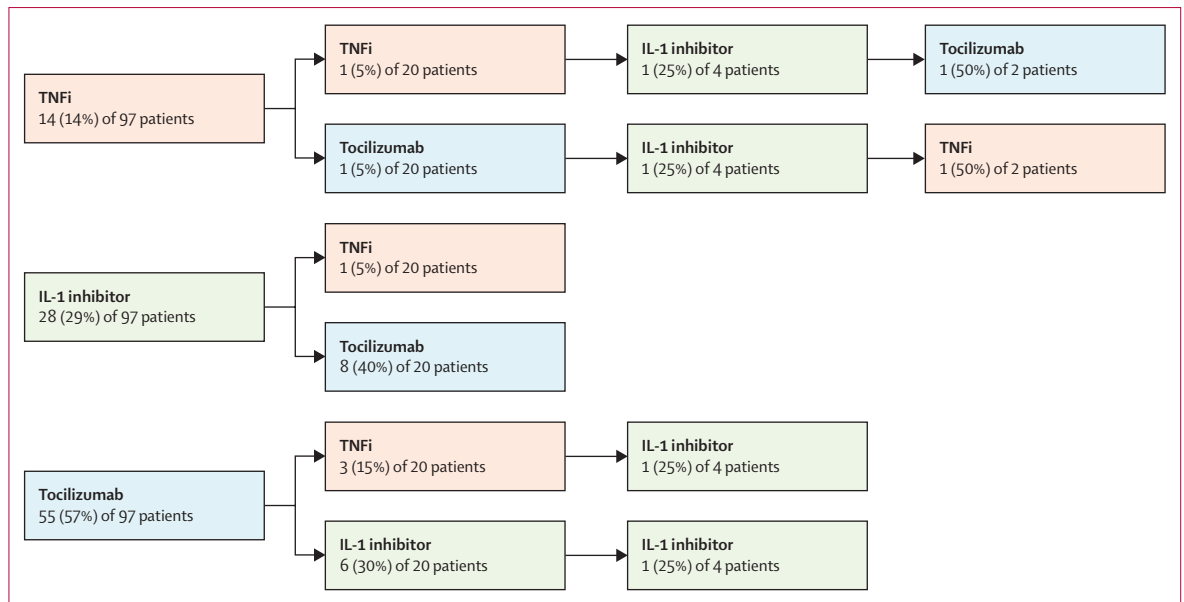 TNFi
14 (14%) of 97 patients
TNFi
1 (5%) of 20 patients
IL-1 inhibitor
1 (25%) of 4 patients
Tocilizumab
1 (50%) of 2 patients
Tocilizumab
1 (5%) of 20 patients
IL-1 inhibitor
1 (25%) of 4 patients
TNFi
1 (50%) of 2 patients
IL-1 inhibitor
28 (29%) of 97 patients
TNFi
1 (5%) of 20 patients
Tocilizumab
8 (40%) of 20 patients
Tocilizumab
55 (57%) of 97 patients
TNFi
3 (15%) of 20 patients
IL-1 inhibitor
1 (25%) of 4 patients
IL-1 inhibitor
6 (30%) of 20 patients
IL-1 inhibitor
1 (25%) of 4 patients